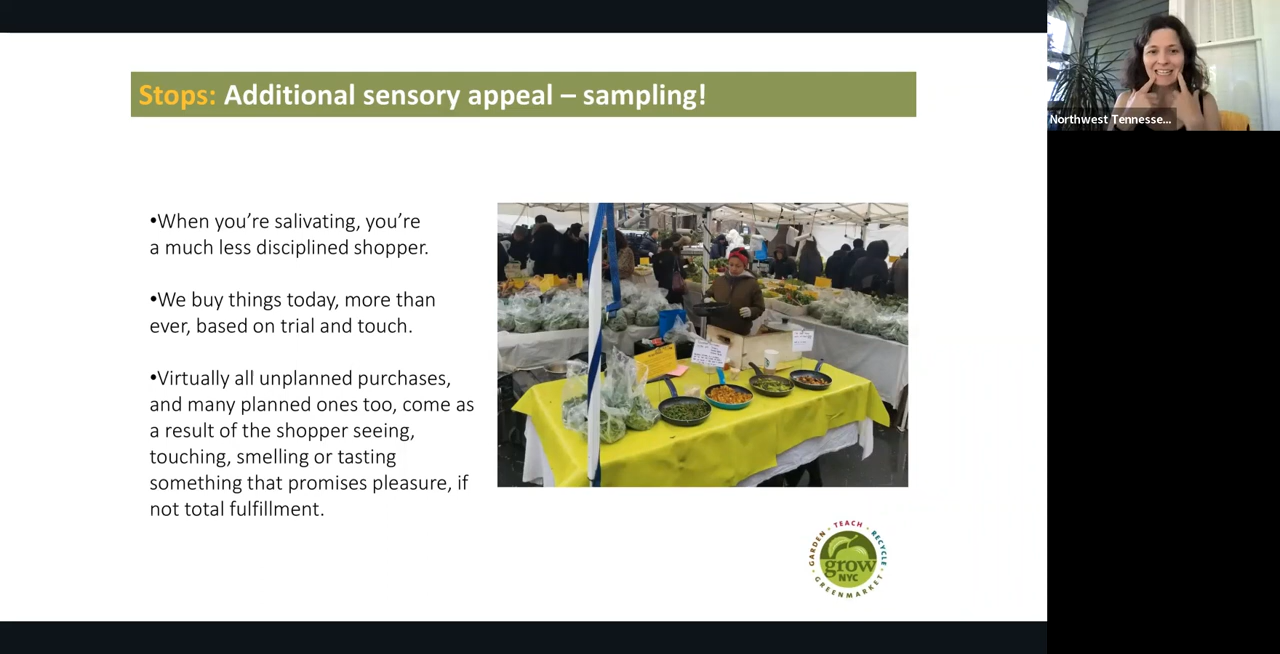 Stops: Additional sensory appeal – sampling!
•When you’re salivating, you’re
a much less disciplined shopper.
•We buy things today, more than
ever, based on trial and touch.
•Virtually all unplanned purchases,
and many planned ones too, come as
a result of the shopper seeing,
touching, smelling or tasting
something that promises pleasure, if
not total fulfillment.
Northwest Tennesse...
GARDEN • TEACH • RECYCLE
grow
NYC
GREENMARKET